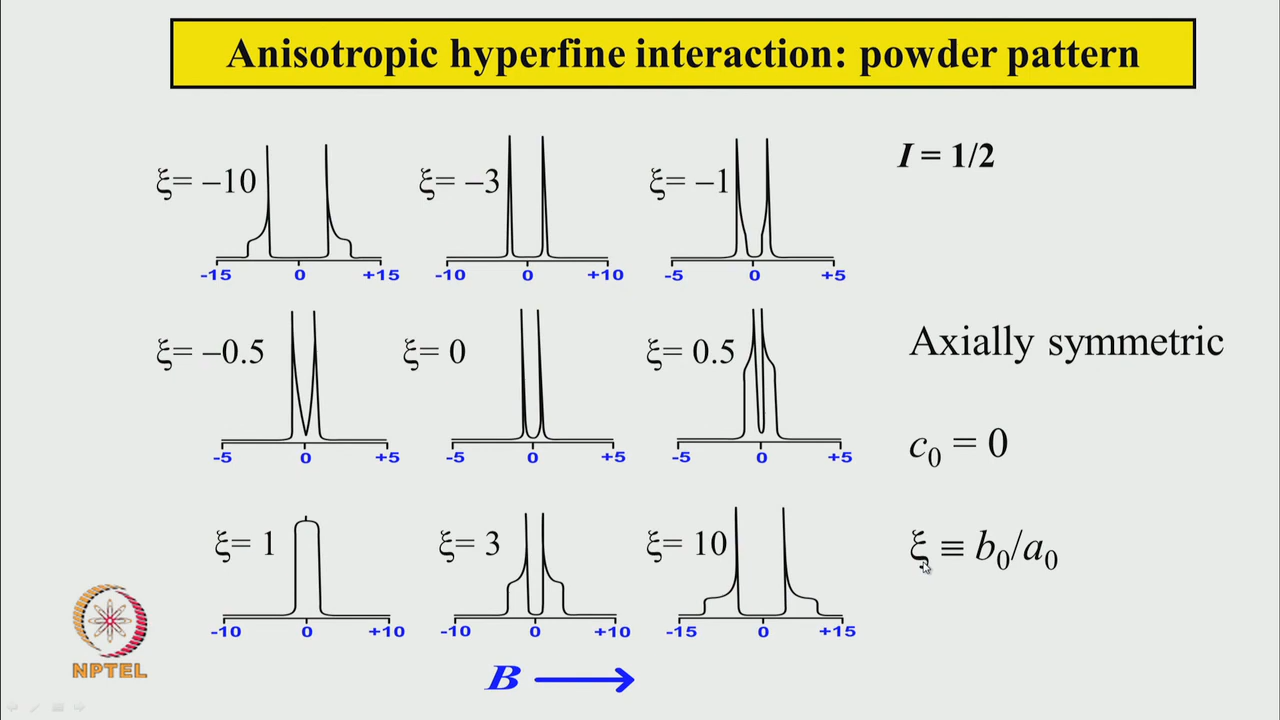 Anisotropic hyperfine interaction: powder pattern
ξ= –10
-15 0 +15
ξ= –3
-10 0 +10
ξ= –1
-5 0 +5
I = 1/2
ξ= –0.5
-5 0 +5
ξ= 0
-5 0 +5
ξ= 0.5
-5 0 +5
Axially symmetric
c₀ = 0
ξ= 1
-10 0 +10
ξ= 3
-10 0 +10
ξ= 10
-15 0 +15
ξ ≡ b₀/a₀
B
NPTEL